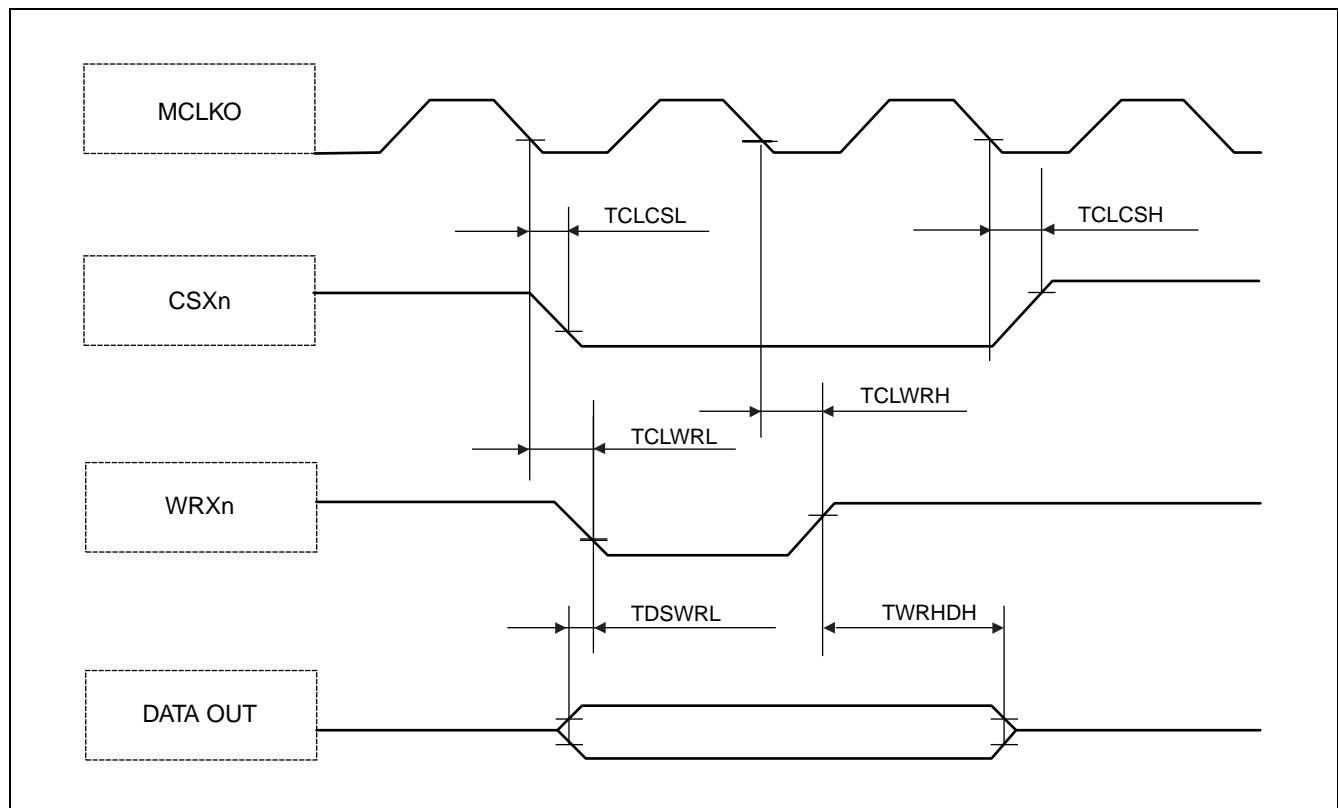 MCLKO
TCLCSL
TCLCSH
CSXn
TCLWRH
TCLWRL
WRXn
TDSWRL
TWRHDH
DATA OUT